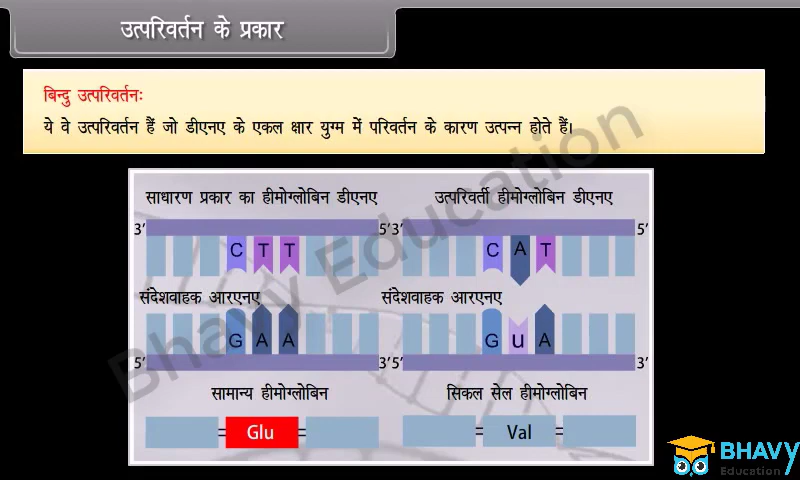 उत्परिवर्तन के प्रकार
बिन्दु उत्परिवर्तनः
ये वे उत्परिवर्तन हैं जो डीएनए के एकल क्षार युग्म में परिवर्तन के कारण उत्पन्न होते हैं।
साधारण प्रकार का हीमोग्लोबिन डीएनए
उत्परिवर्ती हीमोग्लोबिन डीएनए
3' 5' 3' 5'
C T T C A T
संदेशवाहक आरएनए संदेशवाहक आरएनए
G A A G u A
5' 3' 5' 3'
सामान्य हीमोग्लोबिन सिकल सेल हीमोग्लोबिन
Glu Val
Bhavy Education
BHAVY
Education